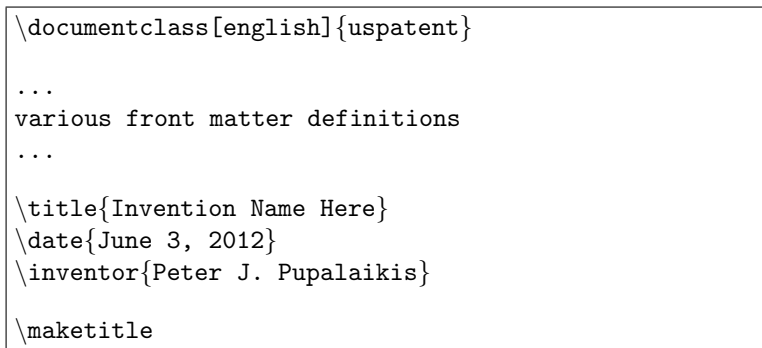 \documentclass[english]{uspatent}
...
various front matter definitions
...
\title{Invention Name Here}
\date{June 3, 2012}
\inventor{Peter J. Pupalaikis}
\maketitle